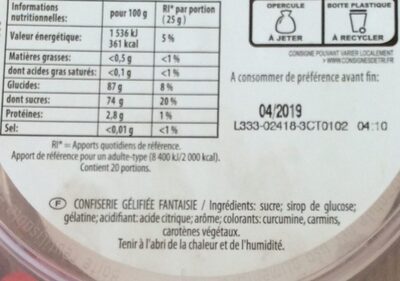 Informations
nutritionnelles:
pour 100 g
RI* par portion
(25 g)
Valeur énergétique:
1 536 kJ
361 kcal
5 %
Matières grasses:
<0,5 g
<1 %
dont acides gras saturés:
<0,1 g
<1 %
Glucides:
87 g
8 %
dont sucres:
74 g
20 %
Protéines:
2,8 g
1 %
Sel:
<0,01 g
<1 %
RI* = Apports quotidiens de référence.
Apport de référence pour un adulte-type (8 400 kJ/2 000 kcal).
Contient 20 portions.
OPERCULE
À JETER
BOITE PLASTIQUE
À RECYCLER
CONSIGNE POUVANT VARIER LOCALEMENT
> WWW.CONSIGNESDETRI.FR
A consommer de préférence avant fin:
04/2019
L333-02418-3CT0102 04:10
F CONFISERIE GÉLIFIÉE FANTAISIE / Ingrédients: sucre; sirop de glucose;
gélatine; acidifiant: acide citrique; arôme; colorants: curcumine, carmins,
carotènes végétaux.
Tenir à l'abri de la chaleur et de l'humidité.